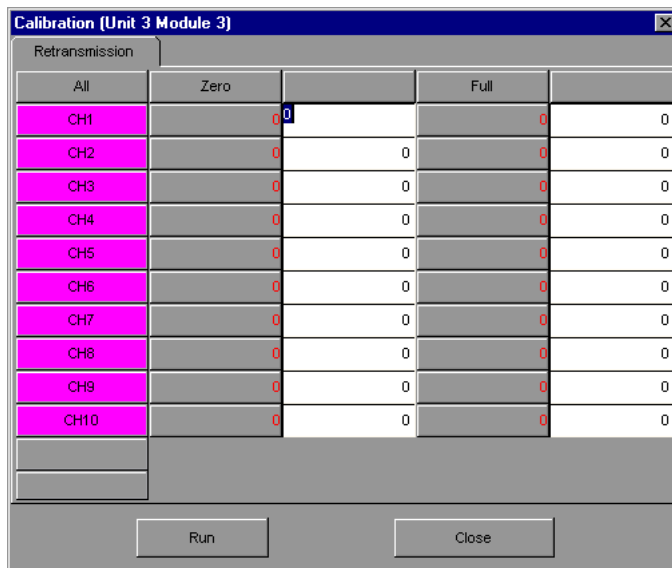 Calibration (Unit 3 Module 3)
Retransmission
All Zero Full
CH1 0 0 0 0
CH2 0 0 0 0
CH3 0 0 0 0
CH4 0 0 0 0
CH5 0 0 0 0
CH6 0 0 0 0
CH7 0 0 0 0
CH8 0 0 0 0
CH9 0 0 0 0
CH10 0 0 0 0
Run Close